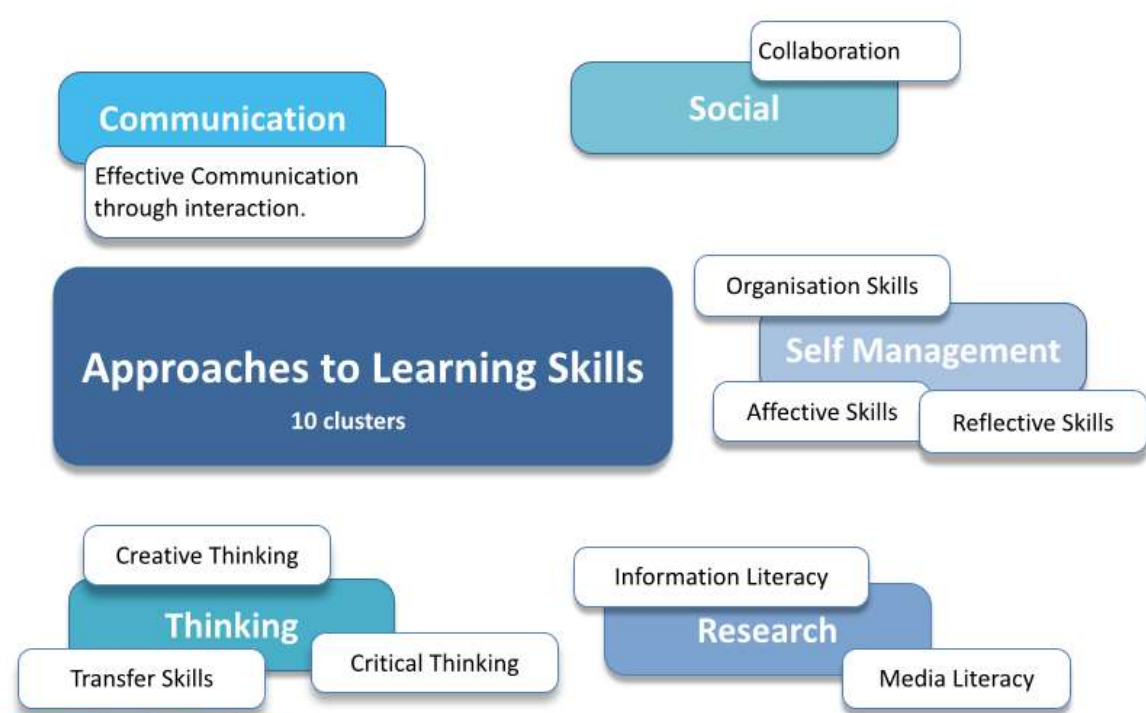 Collaboration
Social
Communication
Effective Communication
through interaction.
Organisation Skills
Self Management
Affective Skills
Reflective Skills
Approaches to Learning Skills
10 clusters
Creative Thinking
Thinking
Transfer Skills
Critical Thinking
Information Literacy
Research
Media Literacy